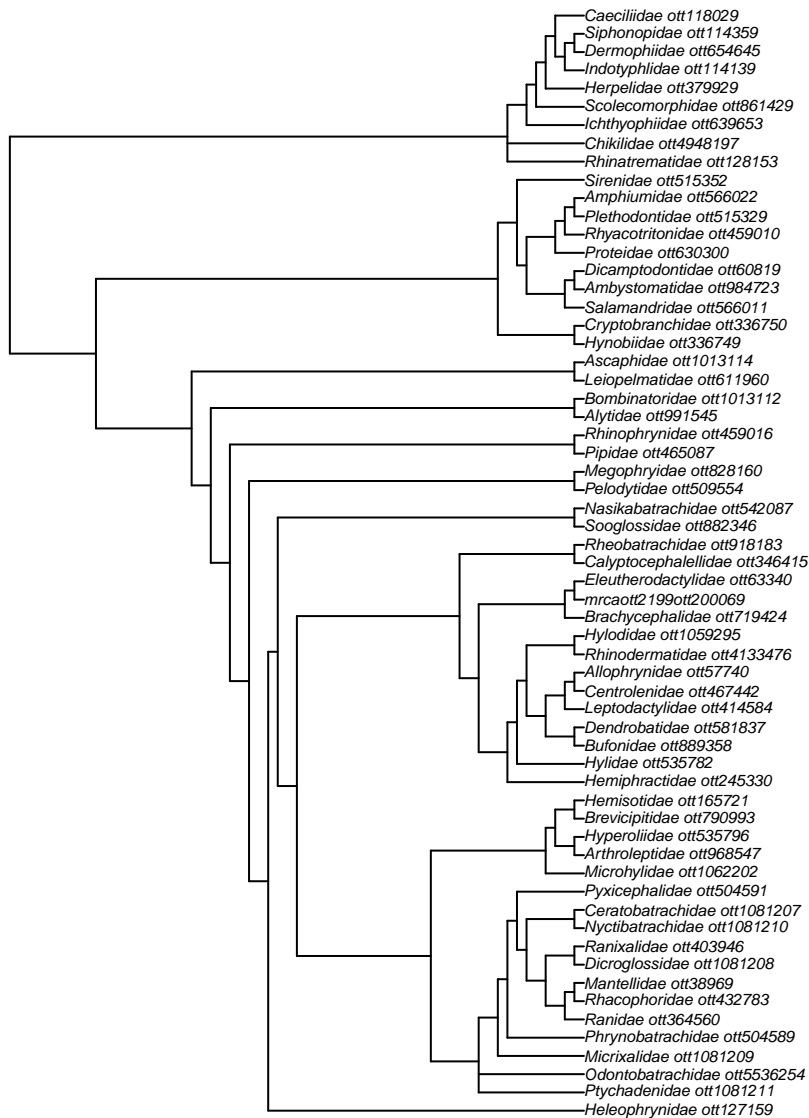 Caeciliidae ott118029
Siphonopidae ott114359
Dermophiidae ott654645
Indotyphlidae ott114139
Herpelidae ott379929
Scolecomorphidae ott861429
Ichthyophiidae ott639653
Chikilidae ott4948197
Rhinatrematidae ott128153
Sirenidae ott515352
Amphiumidae ott566022
Plethodontidae ott515329
Rhyacotritonidae ott459010
Proteidae ott630300
Dicamptodontidae ott60819
Ambystomatidae ott984723
Salamandridae ott566011
Cryptobranchidae ott336750
Hynobiidae ott336749
Ascaphidae ott1013114
Leiopelmatidae ott611960
Bombinatoridae ott1013112
Alytidae ott991545
Rhinophrynidae ott459016
Pipidae ott465087
Megophryidae ott828160
Pelodytidae ott509554
Nasikabatrachidae ott542087
Sooglossidae ott882346
Rheobatrachidae ott918183
Calyptocephalellidae ott346415
Eleutherodactylidae ott63340
mrcaott2199ott200069
Brachycephalidae ott719424
Hylodidae ott1059295
Rhinodermatidae ott4133476
Allophrynidae ott57740
Centrolenidae ott467442
Leptodactylidae ott414584
Dendrobatidae ott581837
Bufonidae ott889358
Hylidae ott535782
Hemiphractidae ott245330
Hemisotidae ott165721
Brevicipitidae ott790993
Hyperoliidae ott535796
Arthroleptidae ott968547
Microhylidae ott1062202
Pyxicephalidae ott504591
Ceratobatrachidae ott1081207
Nyctibatrachidae ott1081210
Ranixalidae ott403946
Dicroglossidae ott1081208
Mantellidae ott38969
Rhacophoridae ott432783
Ranidae ott364560
Phrynobatrachidae ott504589
Micrixalidae ott1081209
Odontobatrachidae ott5536254
Ptychadenidae ott1081211
Heleophrynidae ott127159